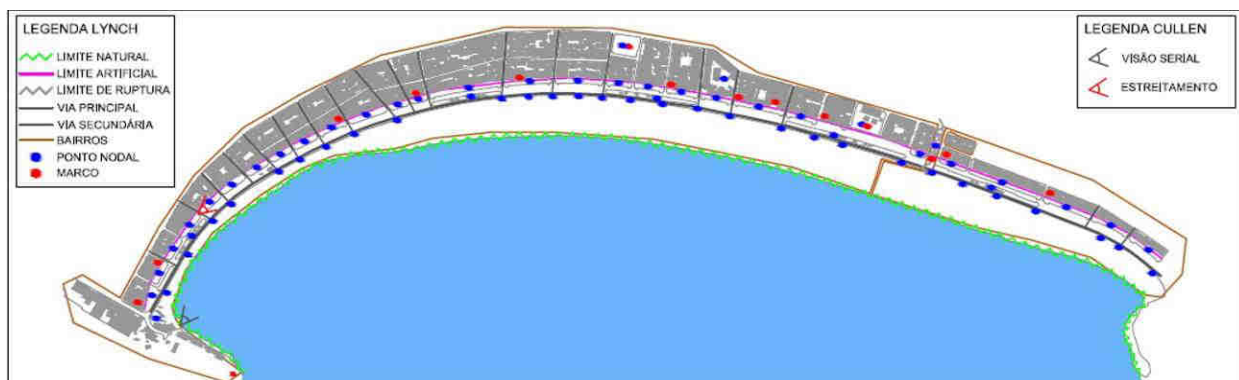 LEGENDA LYNCH
LIMITE NATURAL
LIMITE ARTIFICIAL
LIMITE DE RUPTURA
VIA PRINCIPAL
VIA SECUNDÁRIA
BAIRROS
PONTO NODAL
MARCO
LEGENDA CULLEN
VISÃO SERIAL
ESTREITAMENTO